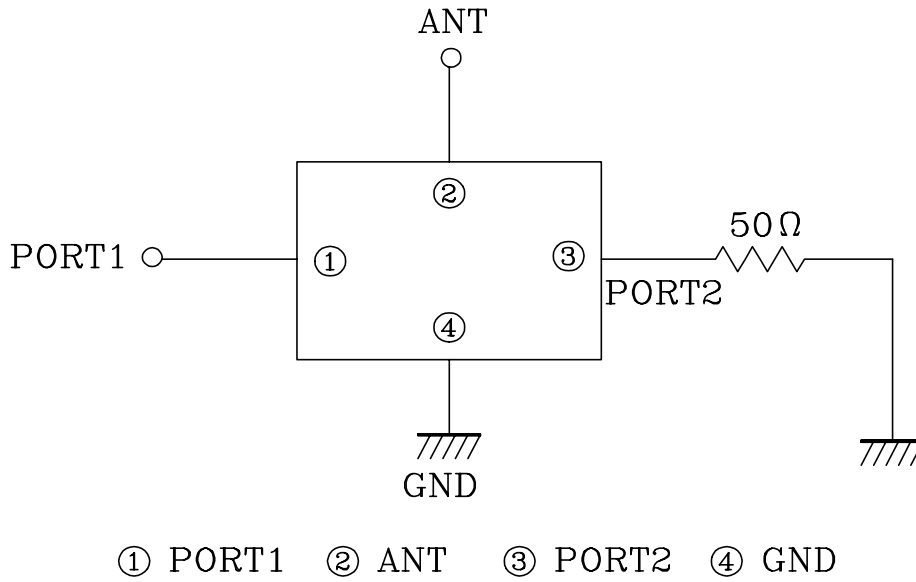 ANT
②
50Ω
PORT1
①
③
PORT2
④
GND
① PORT1 ② ANT ③ PORT2 ④ GND